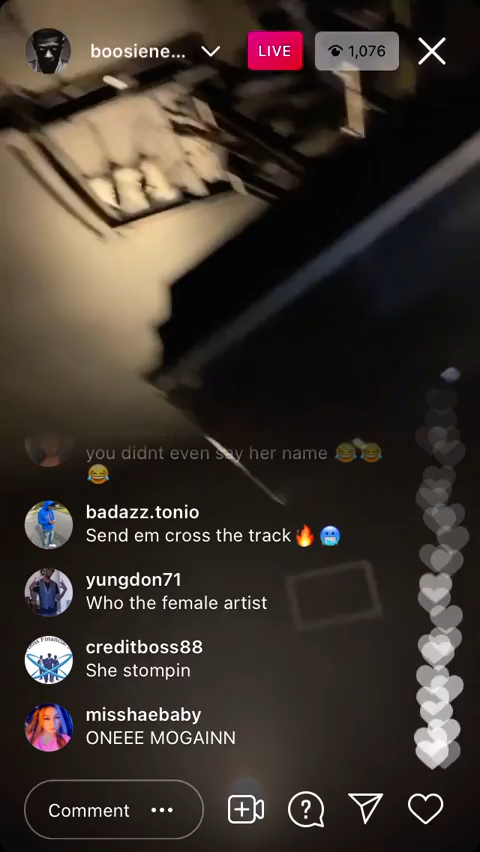 boosiene...
LIVE
1,076
you didnt even say her name 😂😂
😂
badazz.tonio
Send em cross the track🔥🥶
yungdon71
Who the female artist
creditboss88
She stompin
misshaebaby
ONEEE MOGAINN
Comment ...